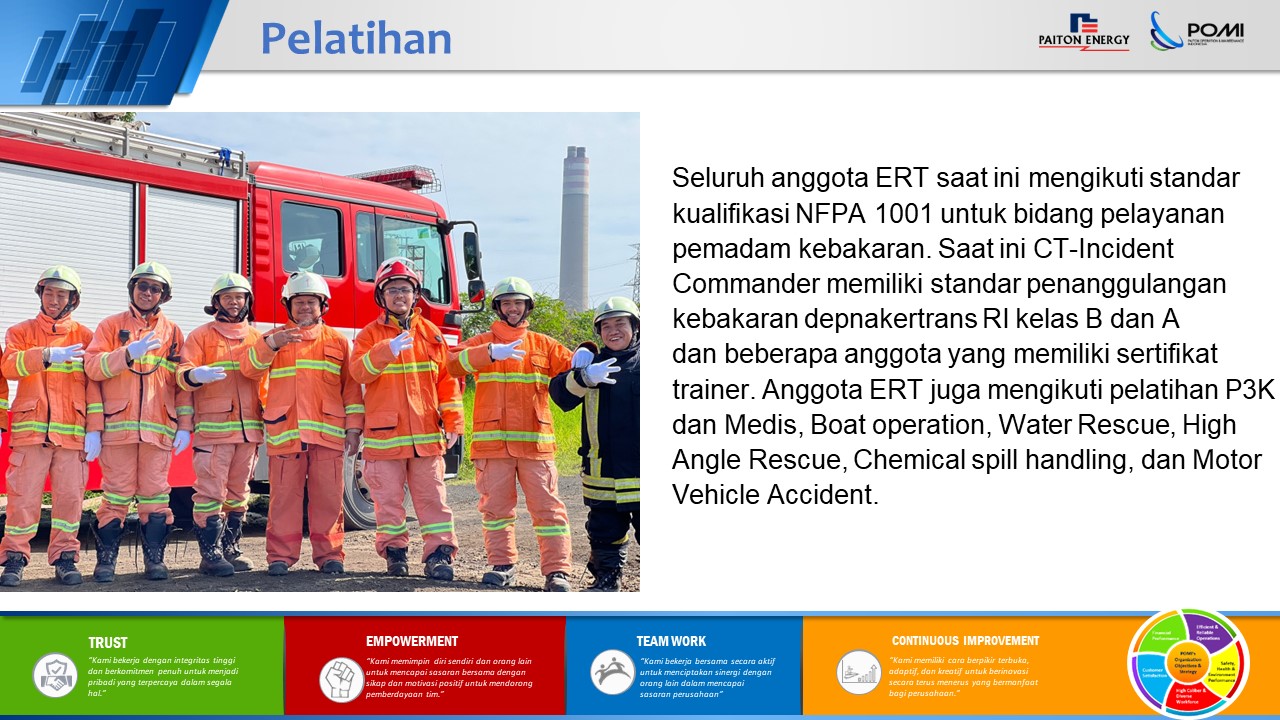 Pelatihan
PAITON ENERGY
POMI
PAITON OPERATION & MAINTENANCE
INDONESIA
Seluruh anggota ERT saat ini mengikuti standar
kualifikasi NFPA 1001 untuk bidang pelayanan
pemadam kebakaran. Saat ini CT-Incident
Commander memiliki standar penanggulangan
kebakaran depnakertrans RI kelas B dan A
dan beberapa anggota yang memiliki sertifikat
trainer. Anggota ERT juga mengikuti pelatihan P3K
dan Medis, Boat operation, Water Rescue, High
Angle Rescue, Chemical spill handling, dan Motor
Vehicle Accident.
TRUST
"Kami bekerja dengan integritas tinggi
dan berkomitmen penuh untuk menjadi
pribadi yang terpercaya dalam segala
hal."
EMPOWERMENT
"Kami memimpin diri sendiri dan orang lain
untuk mencapai sasaran bersama dengan
sikap dan motivasi positif untuk mendorong
pemberdayaan tim."
TEAM WORK
"Kami bekerja bersama secara aktif
untuk menciptakan sinergi dengan
orang lain dalam mencapai
sasaran perusahaan"
CONTINUOUS IMPROVEMENT
"Kami memiliki cara berpikir terbuka,
adaptif, dan kreatif untuk berinovasi
secara terus menerus yang bermanfaat
bagi perusahaan."
Financial
Performance
Efficient &
Reliable
Operations
Customer
Satisfaction
POMI's
Organization
Objectives &
Strategy
Safety,
Health &
Environment
Performance
High Caliber &
Diverse
Workforce